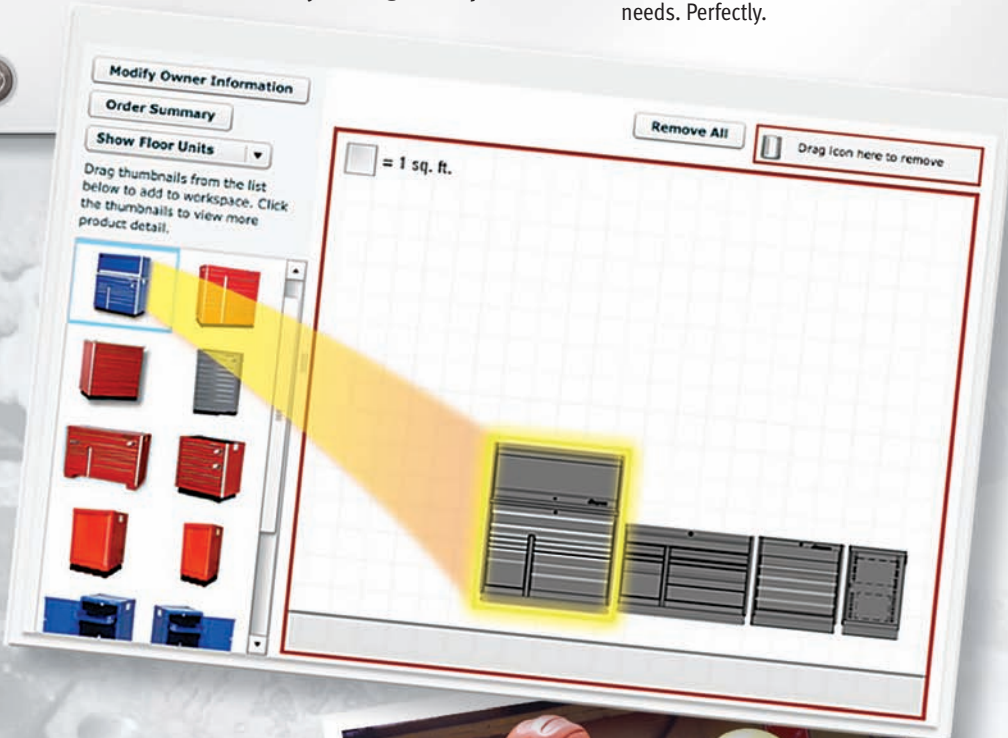 needs. Perfectly.
Modify Owner Information
Order Summary
Show Floor Units
Drag thumbnails from the list
below to add to workspace. Click
the thumbnails to view more
product detail.
= 1 sq. ft.
Remove All
Drag icon here to remove